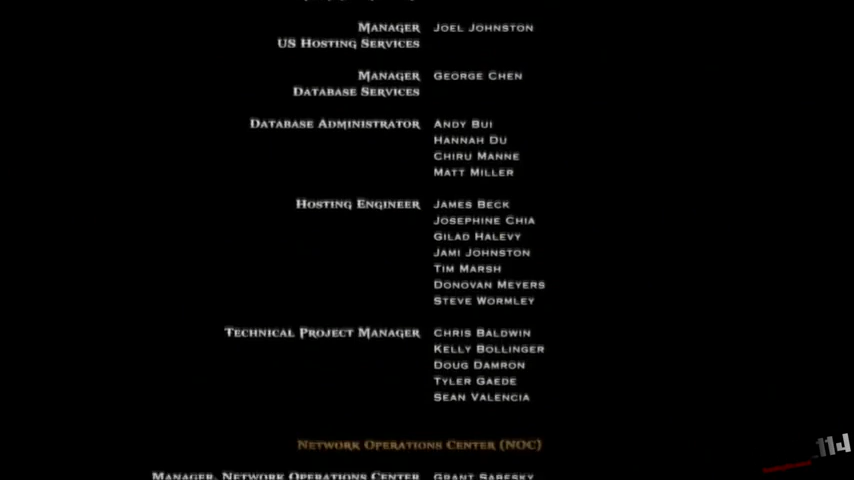 Manager Joel Johnston
US Hosting Services
Manager George Chen
Database Services
Database Administrator Andy Bui
Hannah Du
Chiru Manne
Matt Miller
Hosting Engineer James Beck
Josephine Chia
Gilad Halevy
Jami Johnston
Tim Marsh
Donovan Meyers
Steve Wormley
Technical Project Manager Chris Baldwin
Kelly Bollinger
Doug Damron
Tyler Gaede
Sean Valencia
Network Operations Center (NOC)
Manager, Network Operations Center Grant Sabesky